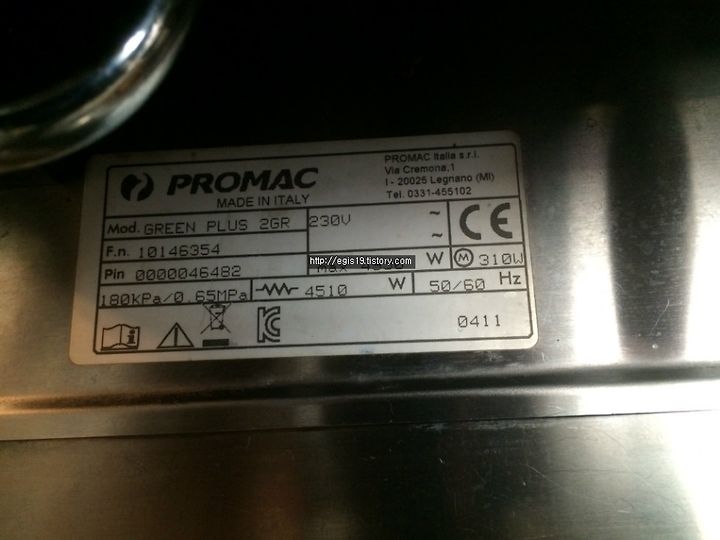 PROMAC
MADE IN ITALY
PROMAC Italia s.r.l.
Via Cremona,1
I - 20025 Legnano (MI)
Tel. 0331-455102
Mod. GREEN PLUS 2GR
230V ~
~
CE
F.n. 10146354
http://egis19.tistory.com
Max W
M 310W
Pin 0000046482
180kPa/0.65MPa
4510 W
50/60 Hz
0411